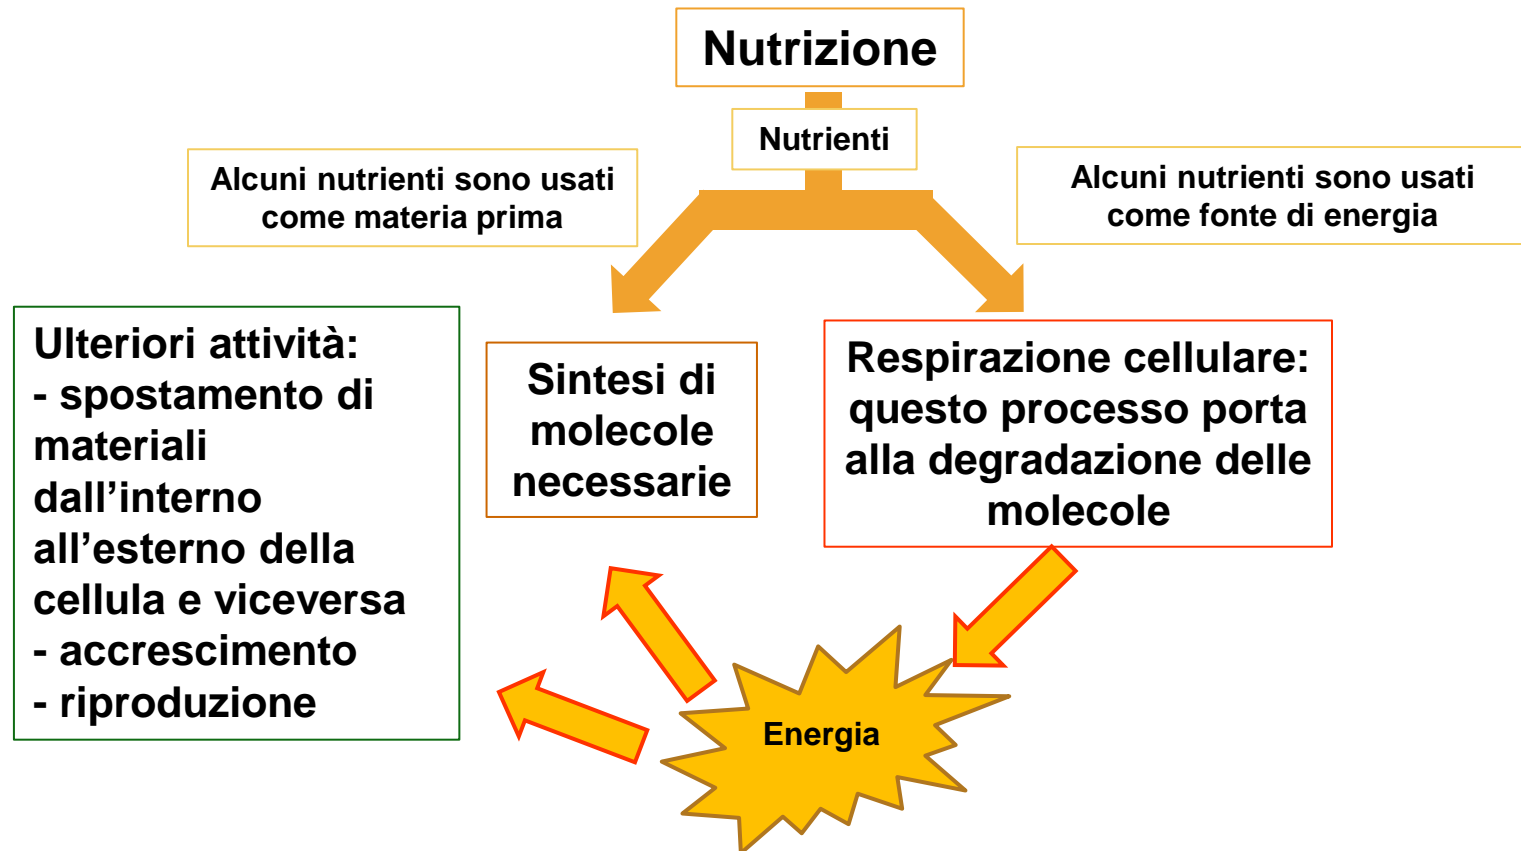 Nutrizione
Nutrienti
Alcuni nutrienti sono usati
come materia prima
Alcuni nutrienti sono usati
come fonte di energia
Ulteriori attività:
- spostamento di
materiali
dall’interno
all’esterno della
cellula e viceversa
- accrescimento
- riproduzione
Sintesi di
molecole
necessarie
Respirazione cellulare:
questo processo porta
alla degradazione delle
molecole
Energia